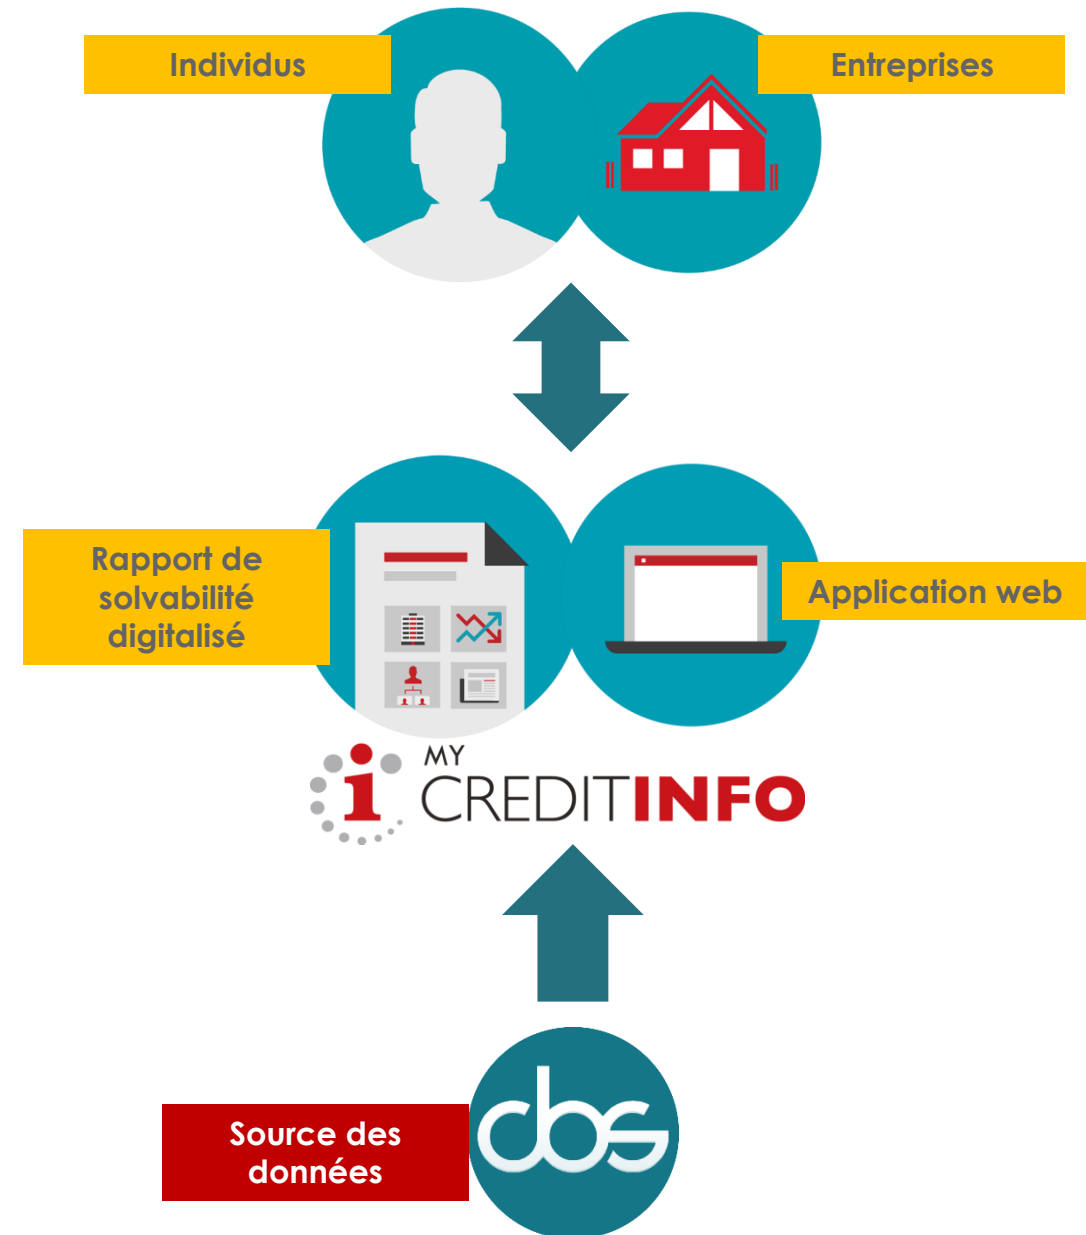 Individus
Entreprises
Rapport de
solvabilité
digitalisé
Application web
MY
CREDITINFO
Source des
données
cbs